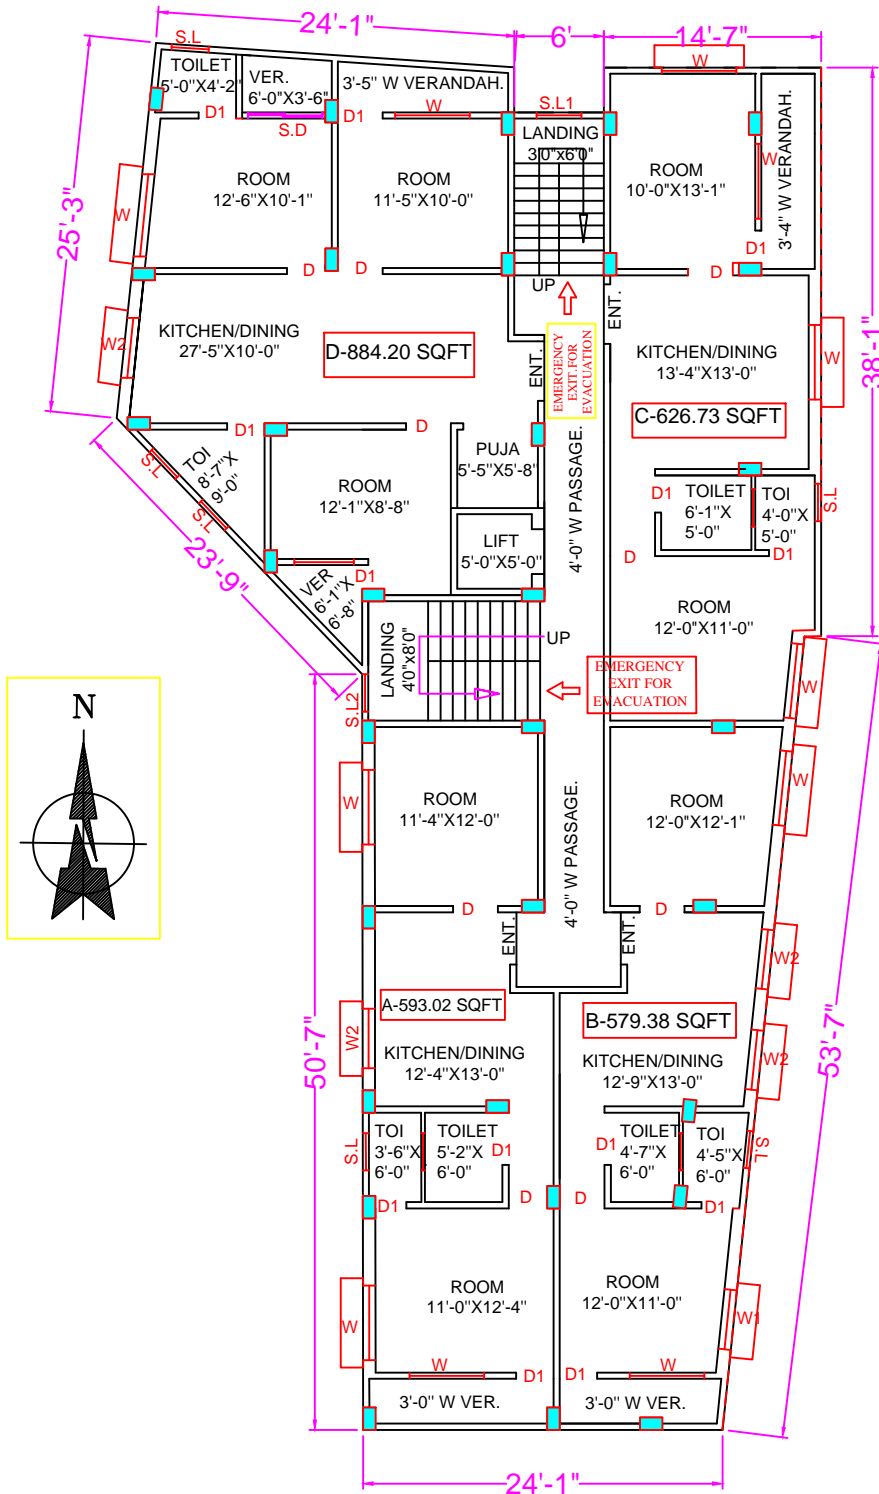 24'-1"
6'
14'-7"
S.L
TOILET
5'-0"X4'-2"
VER.
6'-0"X3'-6"
3'-5" W VERANDAH.
W
D1
S.D
D1
W
S.L1
LANDING
3'0"x6'0"
ROOM
10'-0"X13'-1"
W
3'-4" W VERANDAH.
D1
25'-3"
W
ROOM
12'-6"X10'-1"
ROOM
11'-5"X10'-0"
D
D
D
UP
ENT.
38'-1"
W2
KITCHEN/DINING
27'-5"X10'-0"
D-884.20 SQFT
ENT.
EMERGENCY
EXIT.FOR
EVACUATION
KITCHEN/DINING
13'-4"X13'-0"
W
C-626.73 SQFT
D1
D
TOI
8'-7"X
9'-0"
S.L
S.L
PUJA
5'-5"X5'-8"
4'-0" W PASSAGE.
ROOM
12'-1"X8'-8"
D1
TOILET
6'-1"X
5'-0"
TOI
4'-0"X
5'-0"
S.L
LIFT
5'-0"X5'-0"
D
D1
23'-9"
VER
6'-1"X
6'-8"
D1
ROOM
12'-0"X11'-0"
LANDING
4'0"x8'0"
UP
EMERGENCY
EXIT FOR
EVACUATION
W
S.L2
N
W
ROOM
11'-4"X12'-0"
4'-0" W PASSAGE.
ROOM
12'-0"X12'-1"
W
D
ENT.
ENT.
D
W2
A-593.02 SQFT
B-579.38 SQFT
50'-7"
53'-7"
W2
KITCHEN/DINING
12'-4"X13'-0"
KITCHEN/DINING
12'-9"X13'-0"
W2
S.L
TOI
3'-6"X
6'-0"
TOILET
5'-2"X
6'-0"
D1
D1
TOILET
4'-7"X
6'-0"
TOI
4'-5"X
6'-0"
S.L
D1
D
D
D1
ROOM
11'-0"X12'-4"
ROOM
12'-0"X11'-0"
W
W1
W
D1
D1
W
3'-0" W VER.
3'-0" W VER.
24'-1"